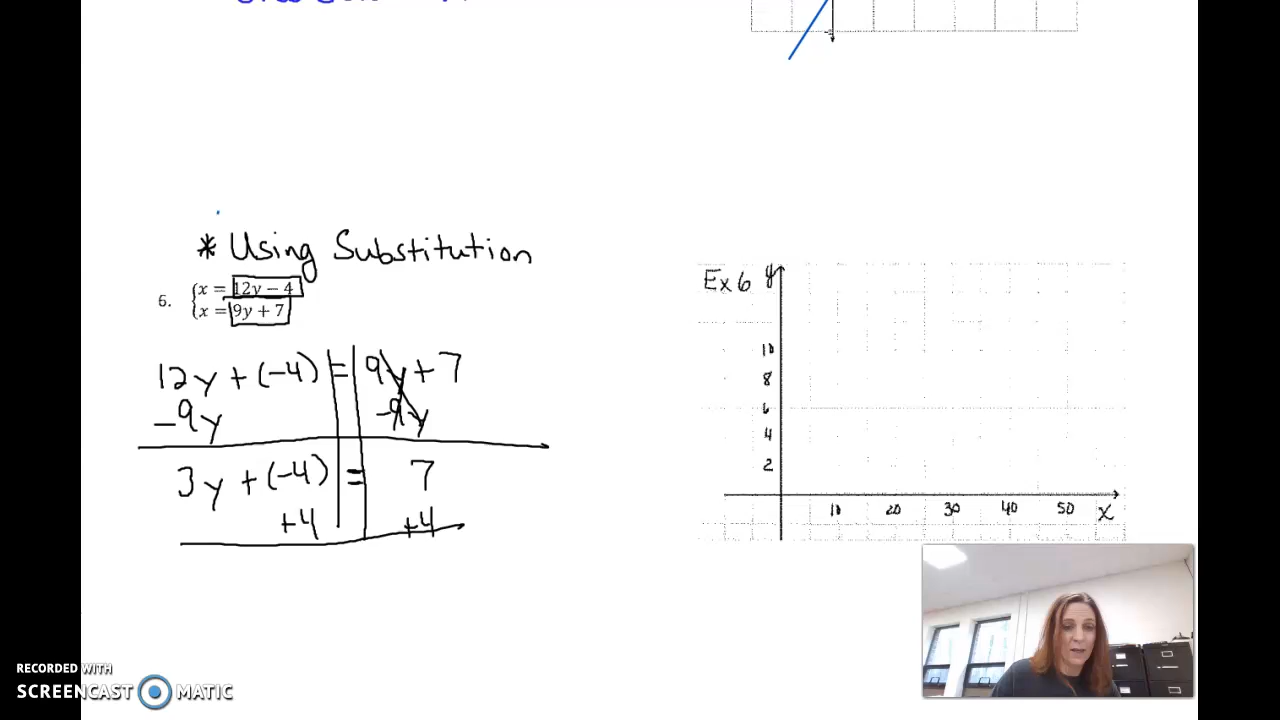 * Using Substitution
6. {x = 12y − 4
{x = 9y + 7
12y + (-4) = 9y + 7
-9y -9y
3y + (-4) = 7
+4 +4
Ex 6 y
10
8
6
4
2
10 20 30 40 50 x
RECORDED WITH
SCREENCAST MATIC